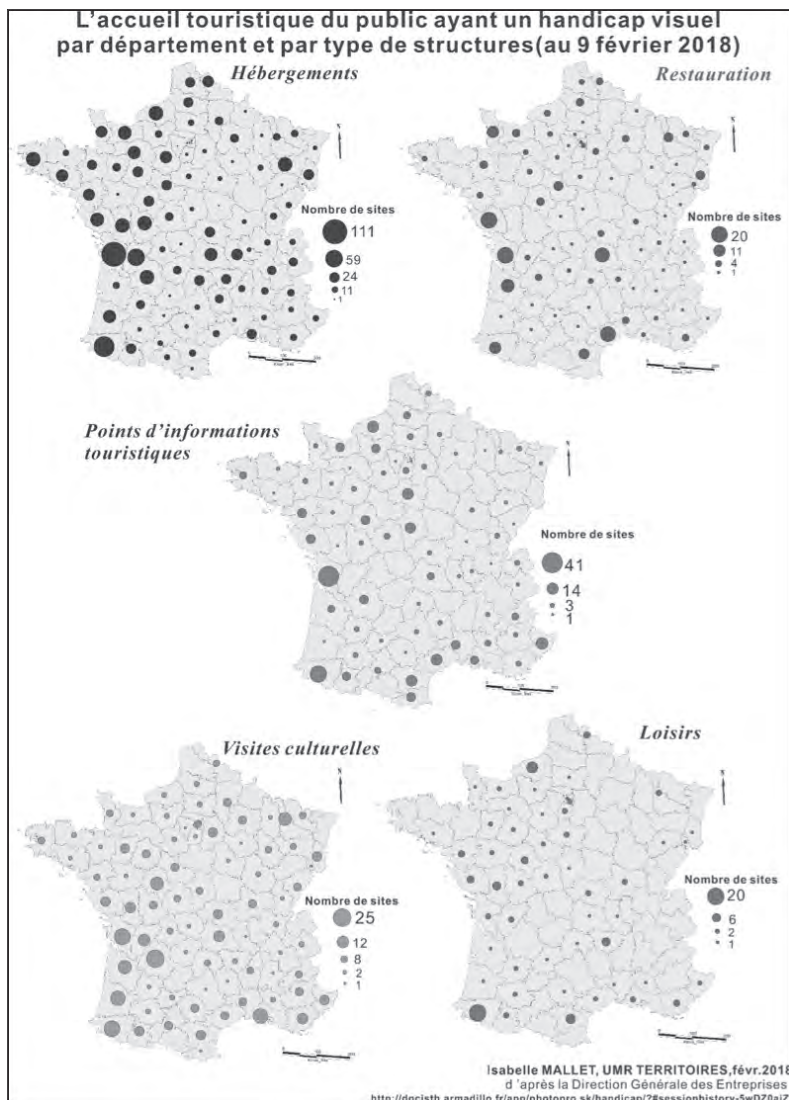 L'accueil touristique du public ayant un handicap visuel
par département et par type de structures(au 9 février 2018)
Hébergements
Restauration
N
N
Nombre de sites
111
59
24
11
1
Nombre de sites
20
11
4
1
Points d'informations
touristiques
N
Nombre de sites
41
14
3
1
Visites culturelles
Loisirs
N
N
Nombre de sites
25
12
8
2
1
Nombre de sites
20
6
2
1
Isabelle MALLET, UMR TERRITOIRES,févr.2018
d 'après la Direction Générale des Entreprises